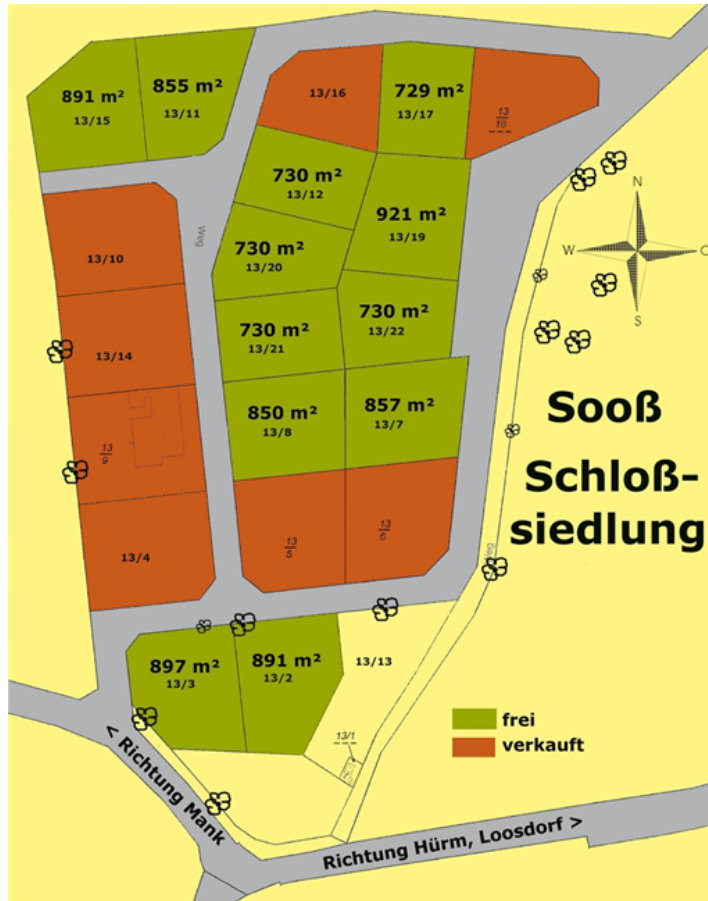 891 m²
13/15
855 m²
13/11
13/16
729 m²
13/17
13
730 m²
13/12
921 m²
13/19
Weg
730 m²
13/20
13/10
730 m²
13/21
730 m²
13/22
13/14
850 m²
13/8
857 m²
13/7
13
9
13/4
13
5
13
6
N
W
O
S
Sooß
Schloß-
siedlung
897 m²
13/3
891 m²
13/2
13/13
13/1
frei
verkauft
< Richtung Mank
Richtung Hürm, Loosdorf >